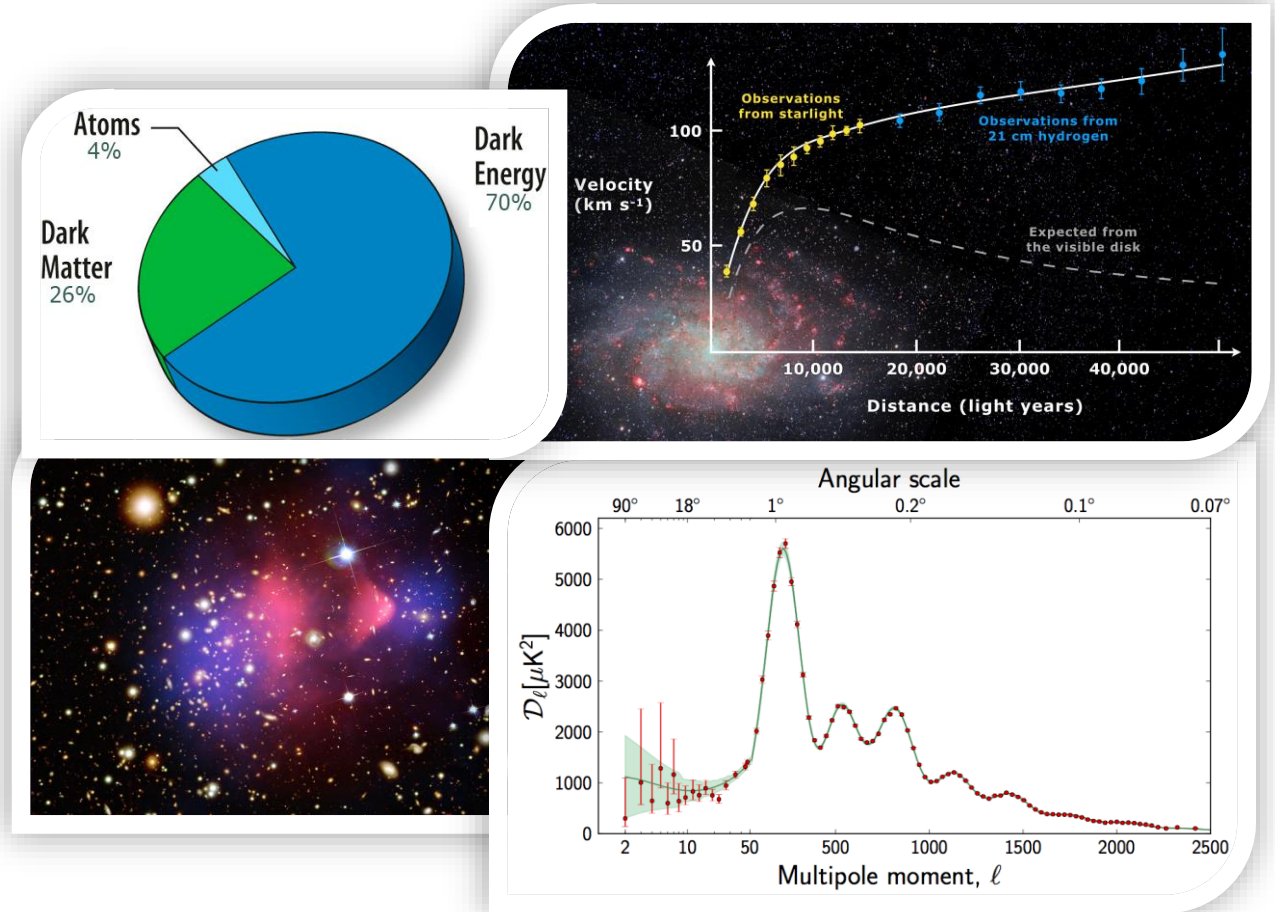 Atoms
4%
Dark
Energy
70%
Dark
Matter
26%
Observations
from starlight
100
Observations from
21 cm hydrogen
Velocity
(km s⁻¹)
50
Expected from
the visible disk
10,000 20,000 30,000 40,000
Distance (light years)
Angular scale
90° 18° 1° 0.2° 0.1° 0.07°
6000
5000
4000
3000
2000
1000
0
𝒟ℓ[μK²]
2 10 50 500 1000 1500 2000 2500
Multipole moment, ℓ